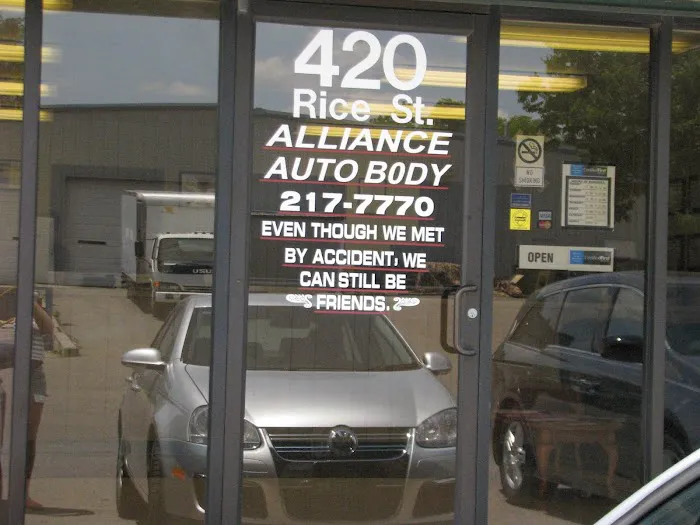 420
Rice St.
ALLIANCE
AUTO BODY
217-7770
EVEN THOUGH WE MET
BY ACCIDENT, WE
CAN STILL BE
FRIENDS.
NO
SMOKING
OPEN